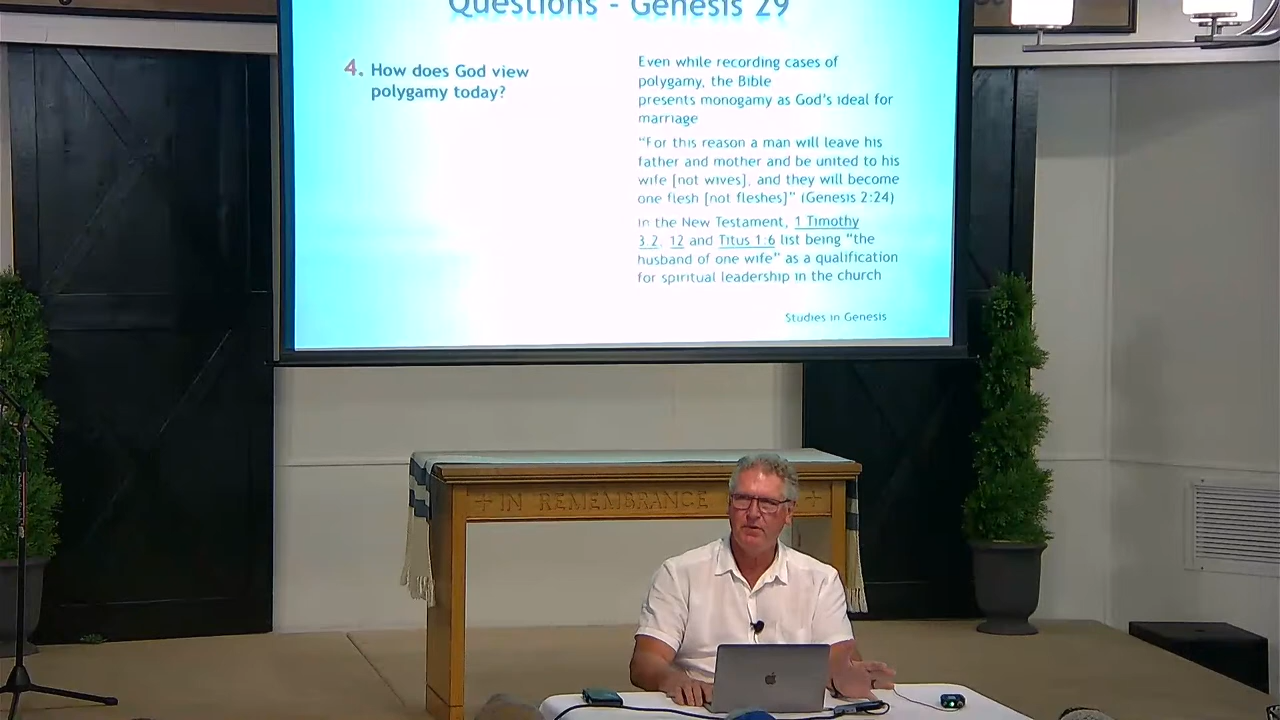 Questions - Genesis 29
4. How does God view
polygamy today?
Even while recording cases of
polygamy, the Bible
presents monogamy as God's ideal for
marriage
"For this reason a man will leave his
father and mother and be united to his
wife [not wives], and they will become
one flesh [not fleshes]" (Genesis 2:24)
In the New Testament, 1 Timothy
3:2, 12 and Titus 1:6 list being "the
husband of one wife" as a qualification
for spiritual leadership in the church
Studies in Genesis
IN REMEMBRANCE